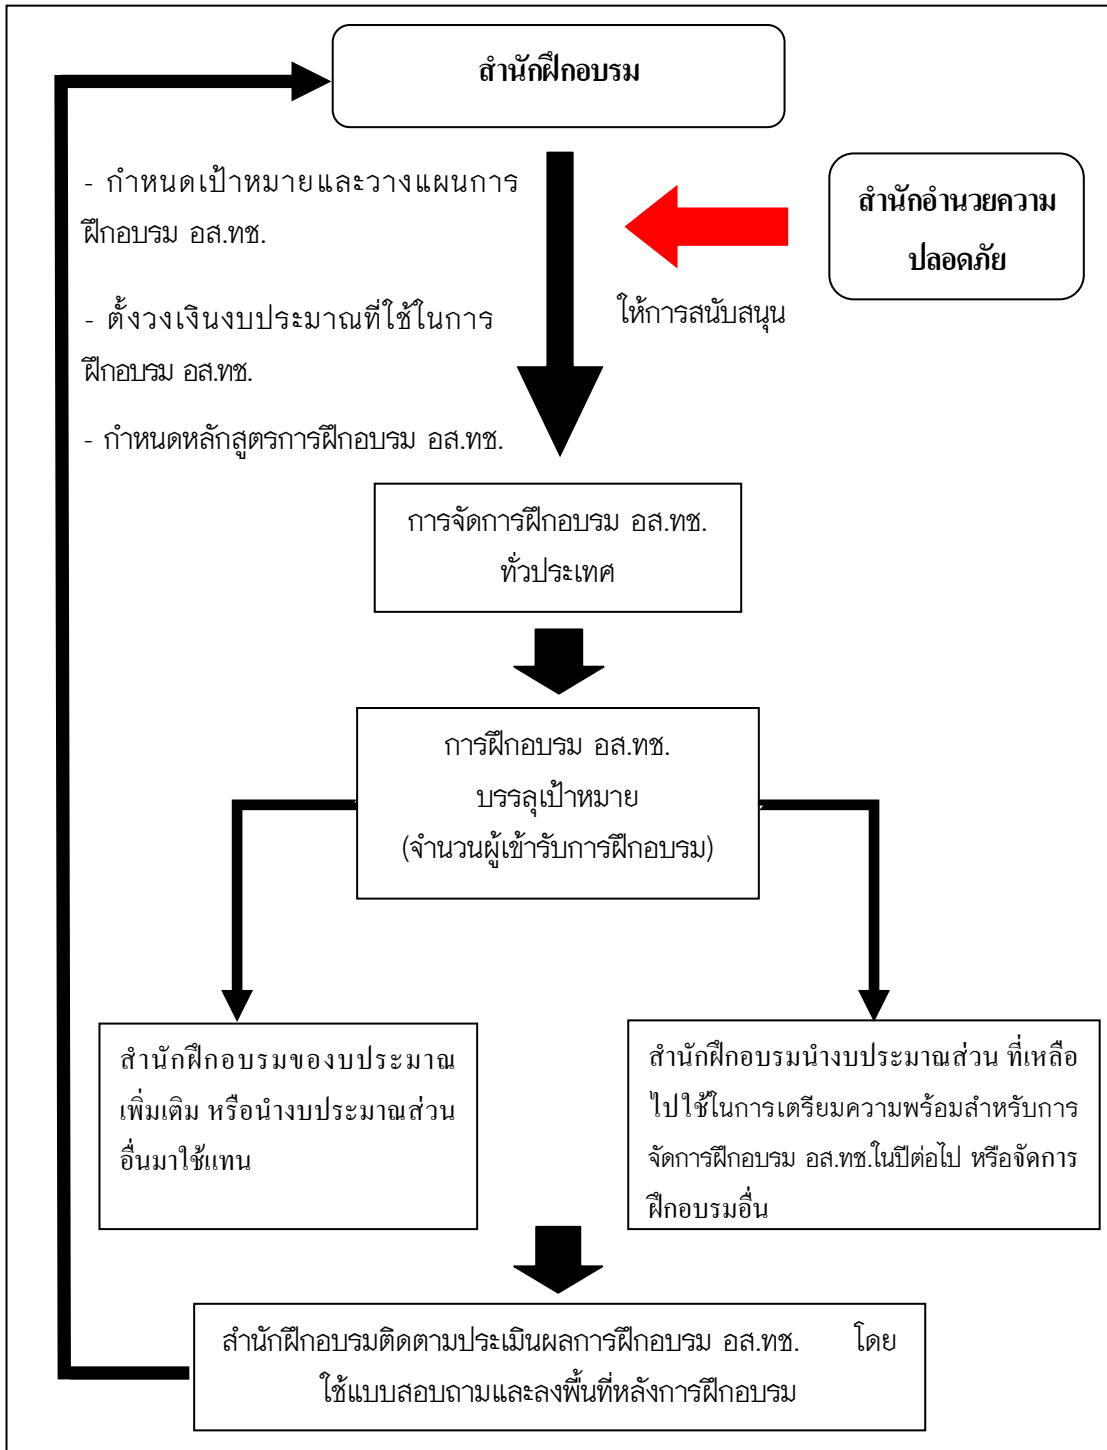 สำนักฝึกอบรม
- กำหนดเป้าหมายและวางแผนการ
ฝึกอบรม อส.ทช.
สำนักอำนวยความ
ปลอดภัย
- ตั้งวงเงินงบประมาณที่ใช้ในการ
ฝึกอบรม อส.ทช.
ให้การสนับสนุน
- กำหนดหลักสูตรการฝึกอบรม อส.ทช.
การจัดการฝึกอบรม อส.ทช.
ทั่วประเทศ
การฝึกอบรม อส.ทช.
บรรลุเป้าหมาย
(จำนวนผู้เข้ารับการฝึกอบรม)
สำนักฝึกอบรมของบประมาณ
เพิ่มเติม หรือนำงบประมาณส่วน
อื่นมาใช้แทน
สำนักฝึกอบรมนำงบประมาณส่วน ที่เหลือ
ไปใช้ในการเตรียมความพร้อมสำหรับการ
จัดการฝึกอบรม อส.ทช.ในปีต่อไป หรือจัดการ
ฝึกอบรมอื่น
สำนักฝึกอบรมติดตามประเมินผลการฝึกอบรม อส.ทช. โดย
ใช้แบบสอบถามและลงพื้นที่หลังการฝึกอบรม